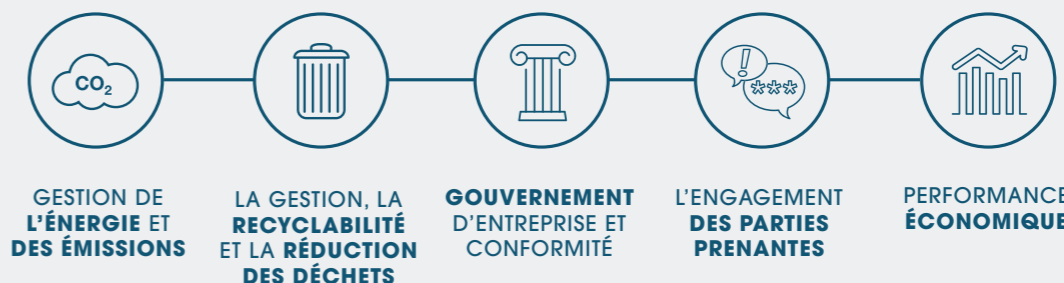 CO₂
GESTION DE
L'ÉNERGIE ET
DES ÉMISSIONS
LA GESTION, LA
RECYCLABILITÉ
ET LA RÉDUCTION
DES DÉCHETS
GOUVERNEMENT
D'ENTREPRISE ET
CONFORMITÉ
!
***
L'ENGAGEMENT
DES PARTIES
PRENANTES
PERFORMANCE
ÉCONOMIQUE